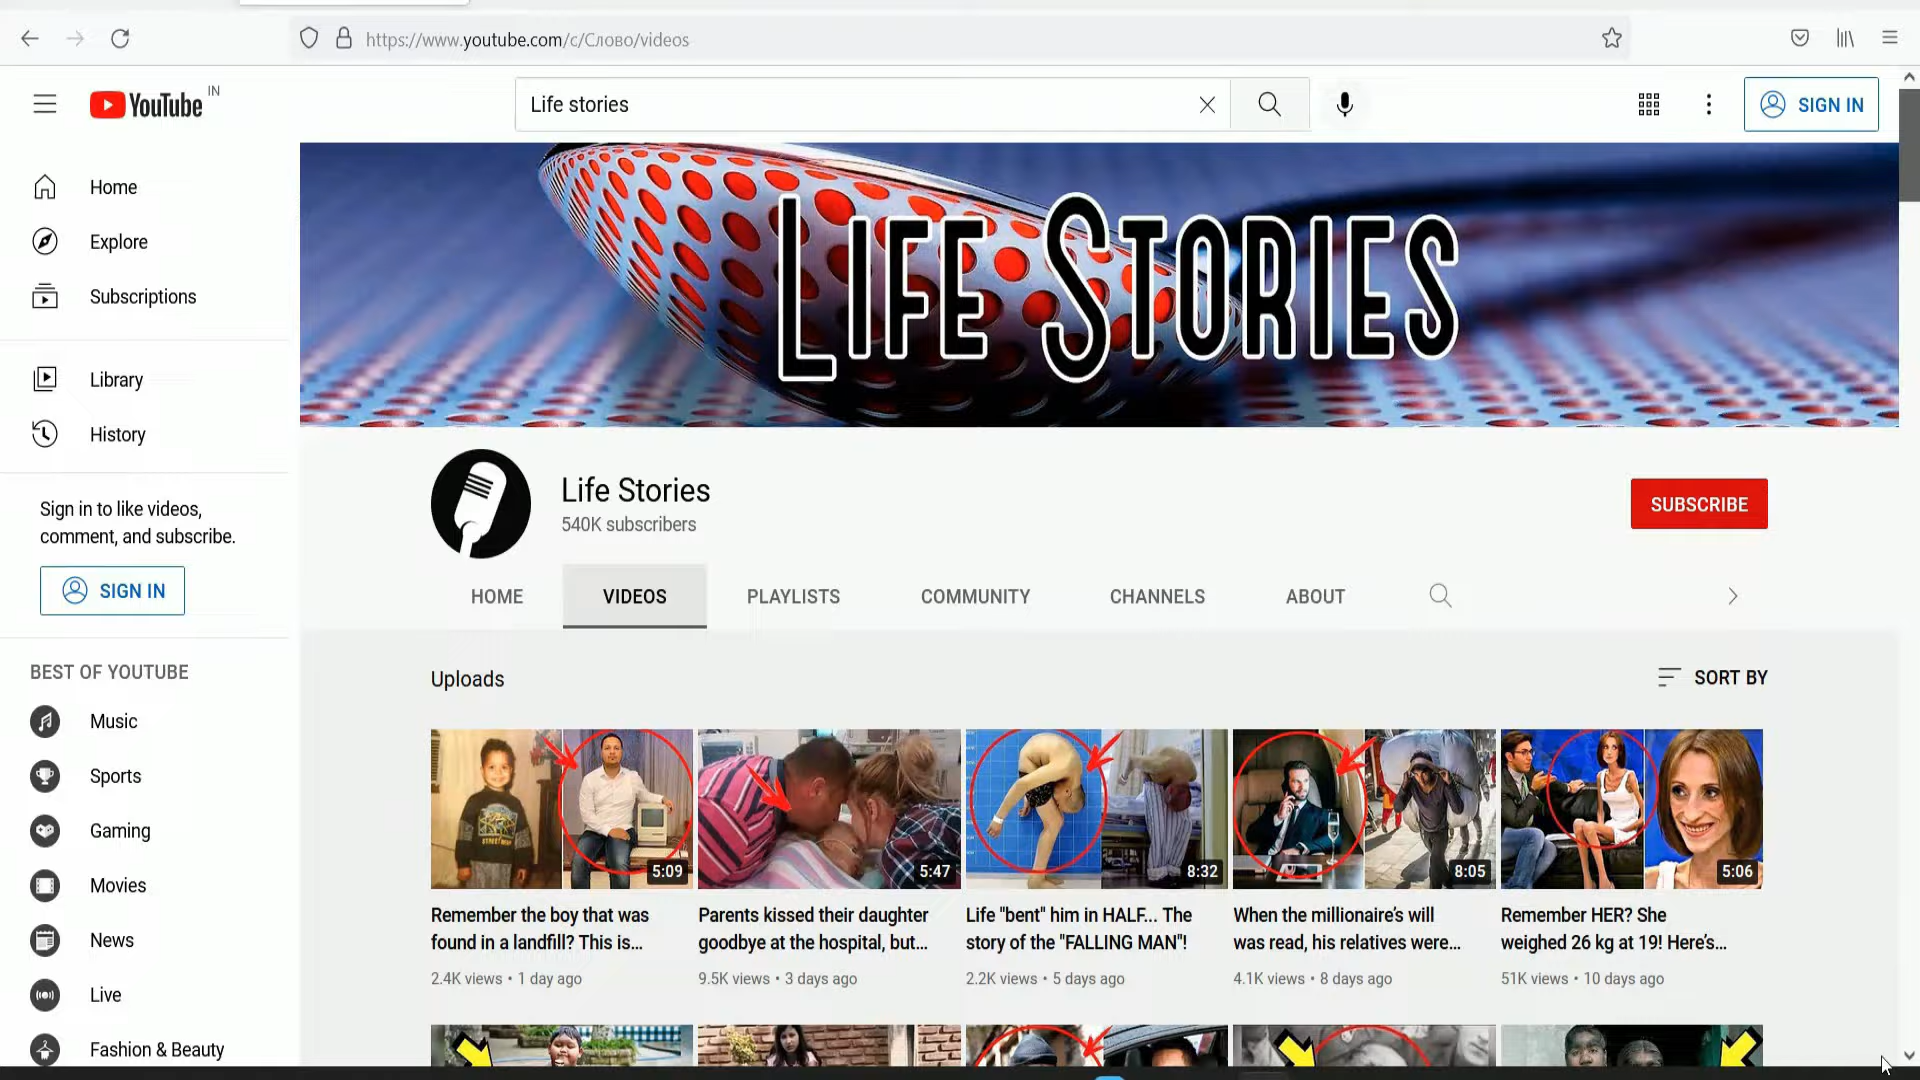 https://www.youtube.com/c/Слово/videos
YouTube IN
Life stories
SIGN IN
Home
Explore
Subscriptions
Library
History
Sign in to like videos,
comment, and subscribe.
SIGN IN
BEST OF YOUTUBE
Music
Sports
Gaming
Movies
News
Live
Fashion & Beauty
LIFE STORIES
Life Stories
540K subscribers
SUBSCRIBE
HOME VIDEOS PLAYLISTS COMMUNITY CHANNELS ABOUT
Uploads
SORT BY
5:09
Remember the boy that was
found in a landfill? This is...
2.4K views • 1 day ago
5:47
Parents kissed their daughter
goodbye at the hospital, but...
9.5K views • 3 days ago
8:32
Life "bent" him in HALF... The
story of the "FALLING MAN"!
2.2K views • 5 days ago
8:05
When the millionaire's will
was read, his relatives were...
4.1K views • 8 days ago
5:06
Remember HER? She
weighed 26 kg at 19! Here's...
51K views • 10 days ago